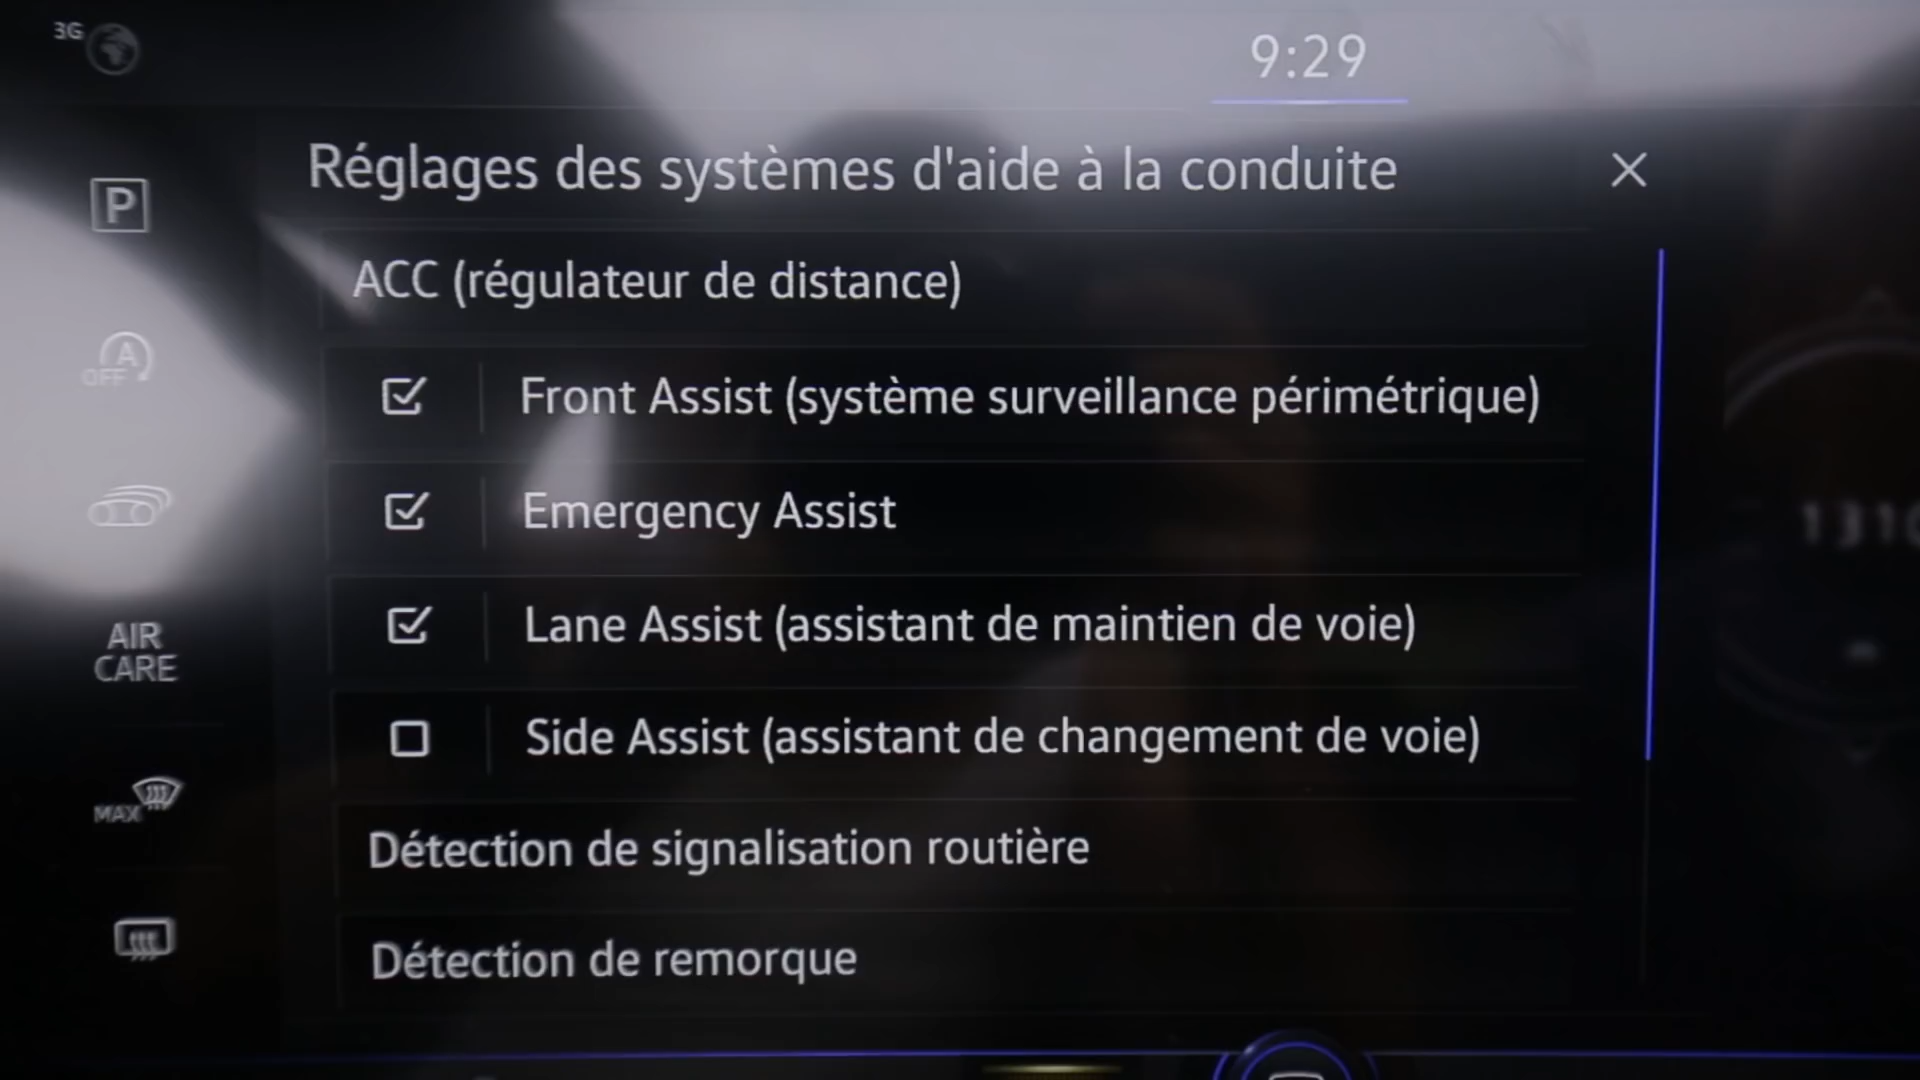 3G
9:29
P
Réglages des systèmes d'aide à la conduite
ACC (régulateur de distance)
A
OFF
Front Assist (système surveillance périmétrique)
Emergency Assist
Lane Assist (assistant de maintien de voie)
AIR
CARE
Side Assist (assistant de changement de voie)
MAX
Détection de signalisation routière
Détection de remorque